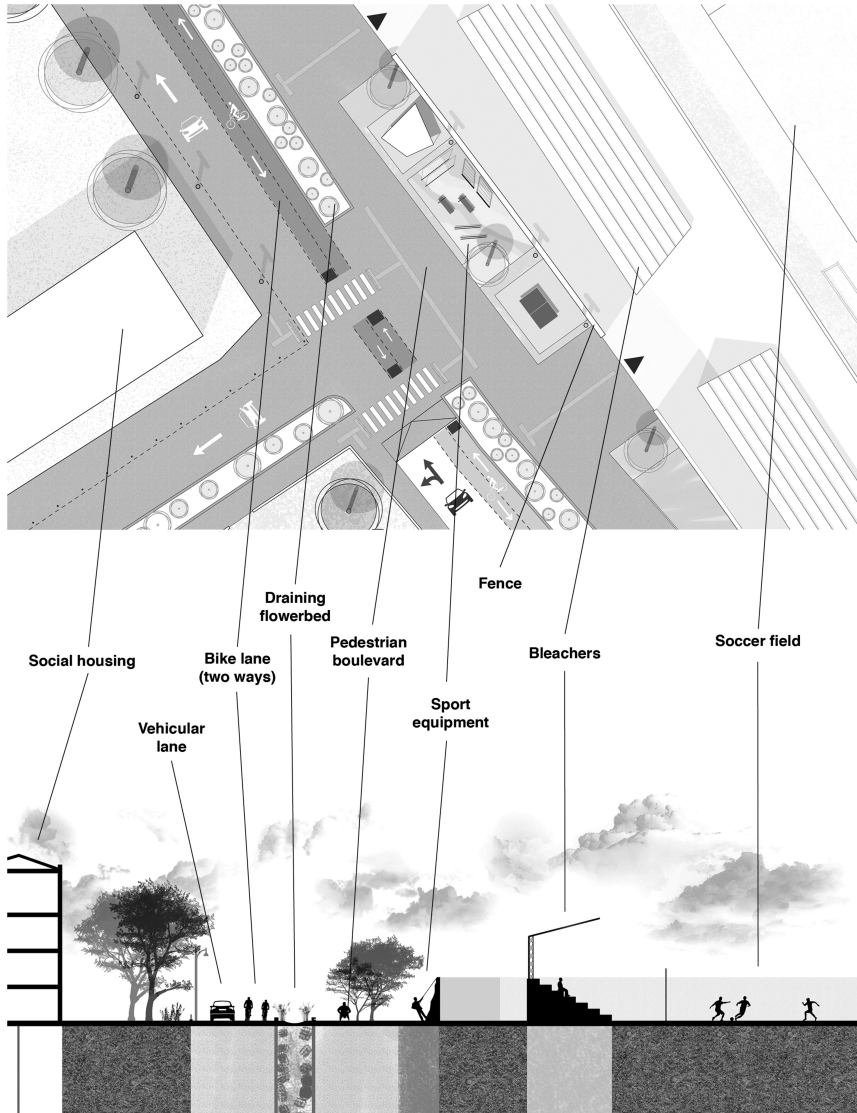 Fence
Draining
flowerbed
Pedestrian
boulevard
Soccer field
Bleachers
Social housing
Bike lane
(two ways)
Sport
equipment
Vehicular
lane